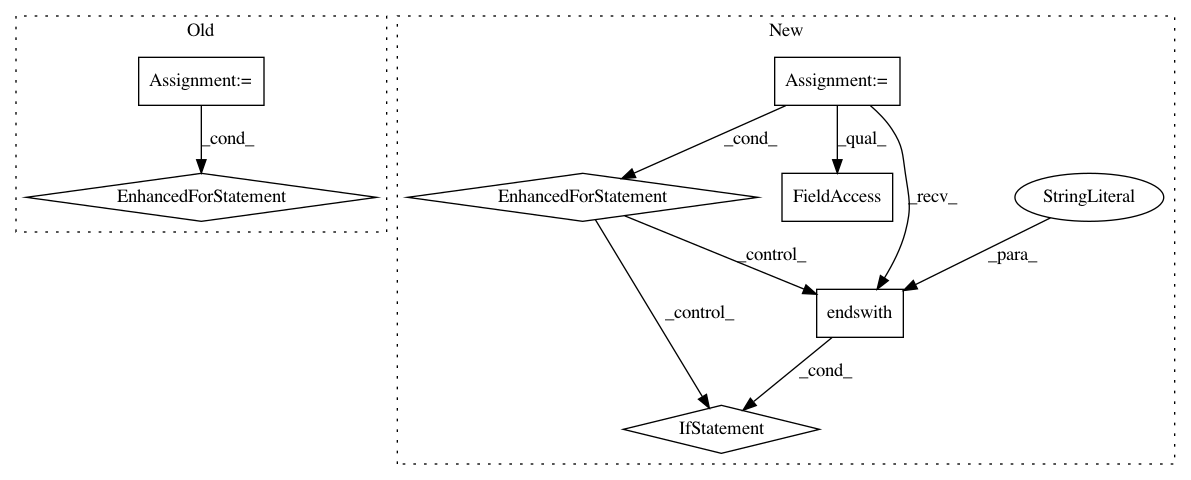 Old
New
Assignment:=
Assignment:=
_cond_
_cond_
_qual_
EnhancedForStatement
EnhancedForStatement
FieldAccess
StringLiteral
_recv_
_control_
_para_
_control_
endswith
_cond_
IfStatement